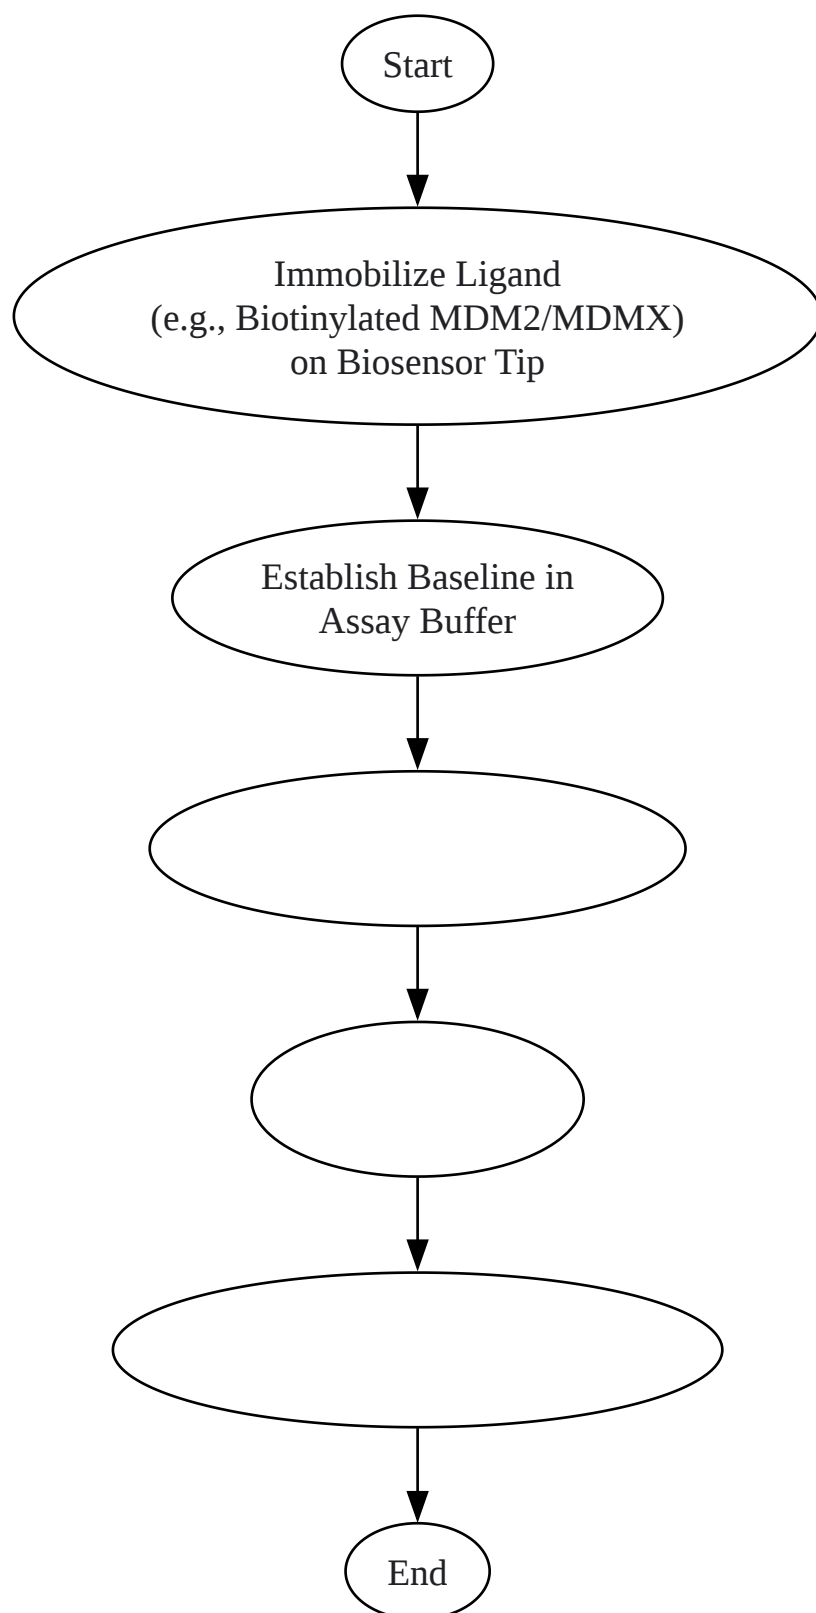 Start
Immobilize Ligand
(e.g., Biotinylated MDM2/MDMX)
on Biosensor Tip
Establish Baseline in
Assay Buffer
End